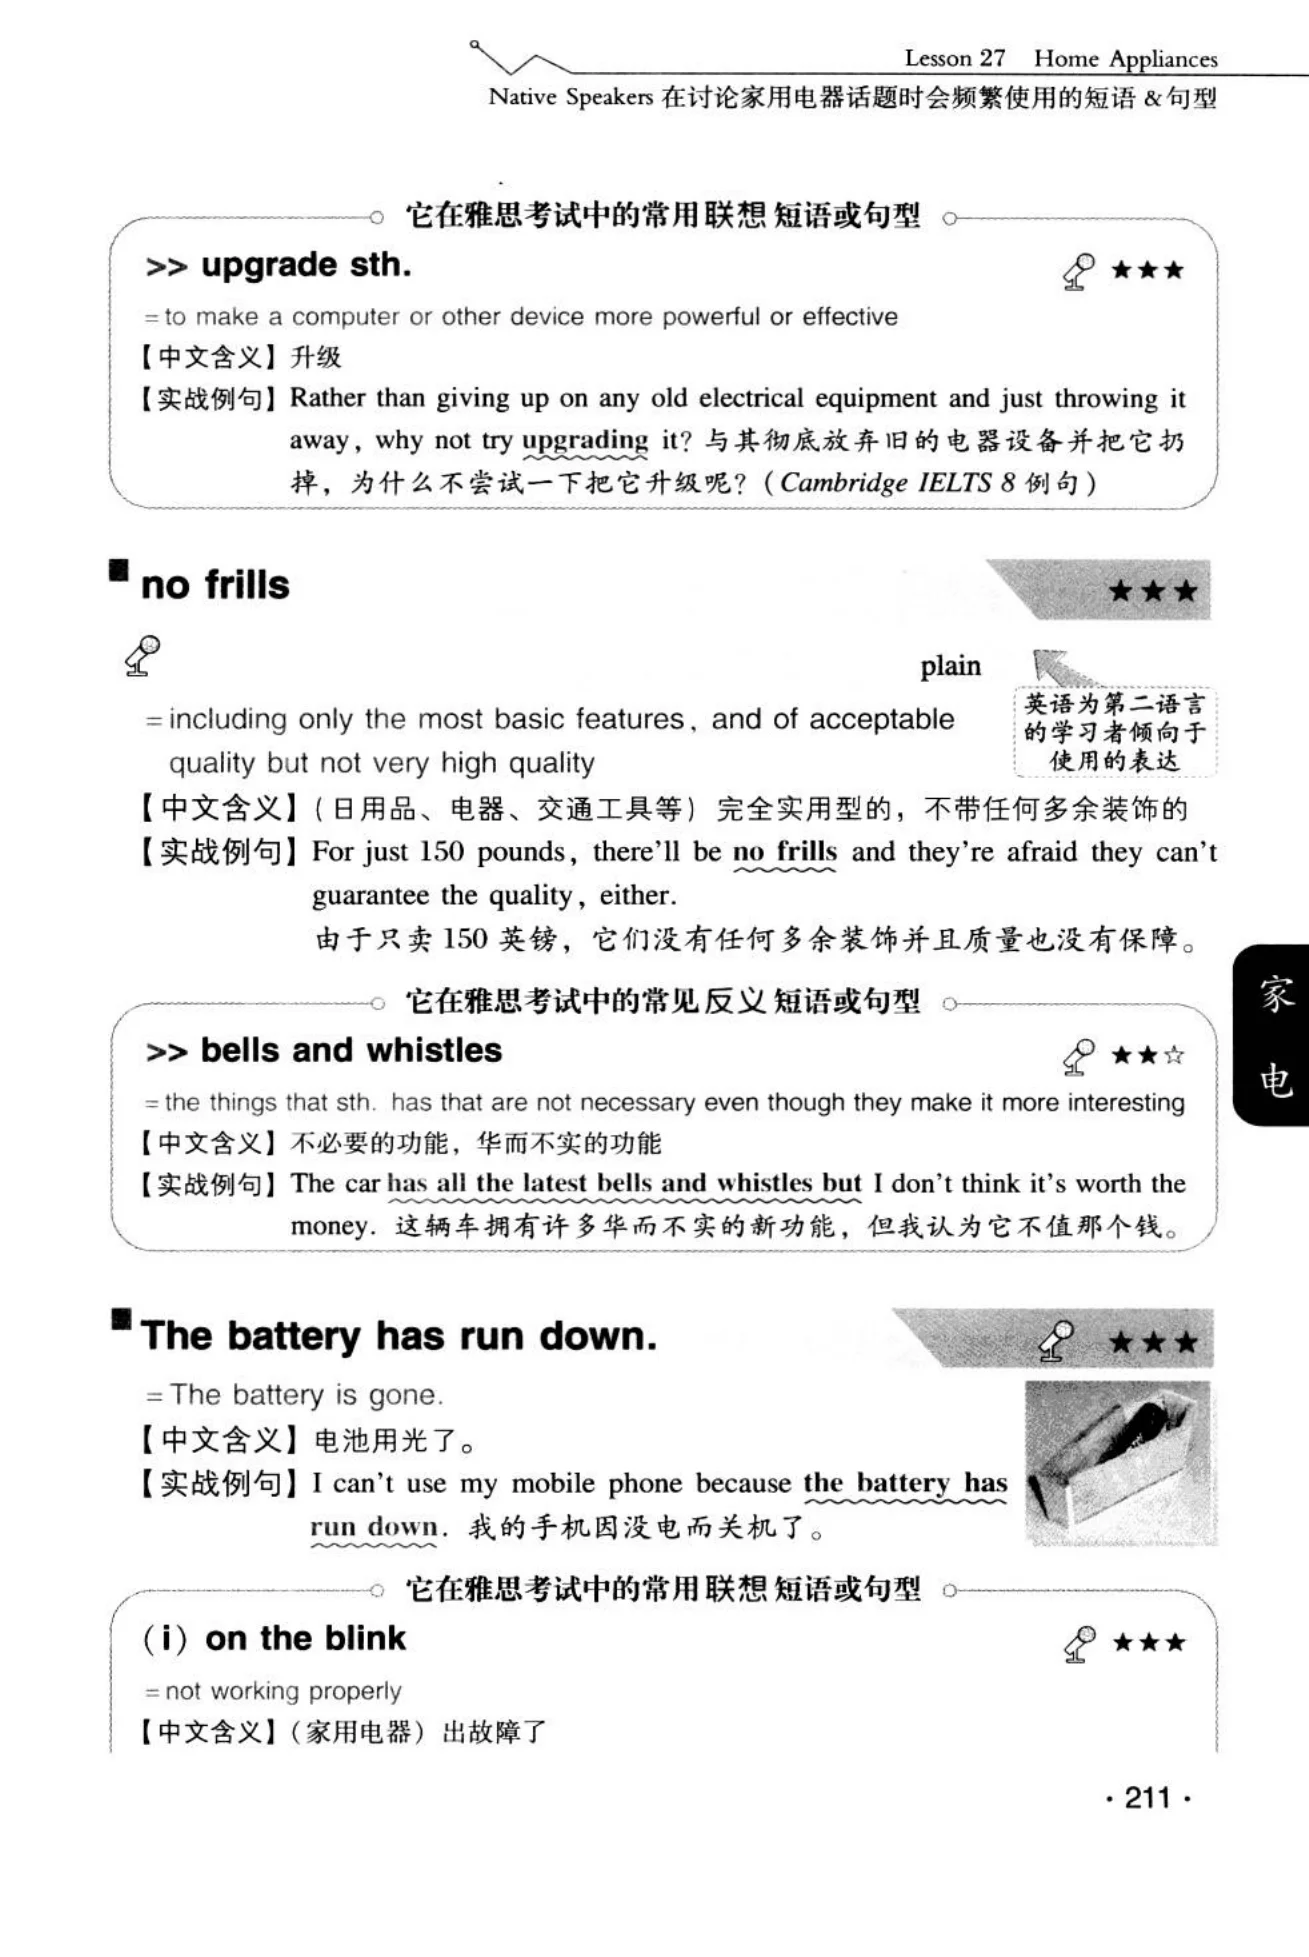 Lesson 27 Home Appliances
Native Speakers 在讨论家用电器话题时会频繁使用的短语 & 句型
它在雅思考试中的常用联想短语或句型
>> upgrade sth. ★★★
= to make a computer or other device more powerful or effective
【中文含义】升级
【实战例句】Rather than giving up on any old electrical equipment and just throwing it
away, why not try upgrading it? 与其彻底放弃旧的电器设备并把它扔
掉，为什么不尝试一下把它升级呢？(Cambridge IELTS 8 例句)
■ no frills ★★★
plain
英语为第二语言
的学习者倾向于
使用的表达
= including only the most basic features, and of acceptable
quality but not very high quality
【中文含义】(日用品、电器、交通工具等) 完全实用型的，不带任何多余装饰的
【实战例句】For just 150 pounds, there'll be no frills and they're afraid they can't
guarantee the quality, either.
由于只卖 150 英镑，它们没有任何多余装饰并且质量也没有保障。
它在雅思考试中的常见反义短语或句型
>> bells and whistles ★★☆
= the things that sth. has that are not necessary even though they make it more interesting
【中文含义】不必要的功能，华而不实的功能
【实战例句】The car has all the latest bells and whistles but I don't think it's worth the
money. 这辆车拥有许多华而不实的新功能，但我认为它不值那个钱。
家电
■ The battery has run down. ★★★
= The battery is gone.
【中文含义】电池用光了。
【实战例句】I can't use my mobile phone because the battery has
run down. 我的手机因没电而关机了。
它在雅思考试中的常用联想短语或句型
(i) on the blink ★★★
= not working properly
【中文含义】(家用电器) 出故障了
· 211 ·